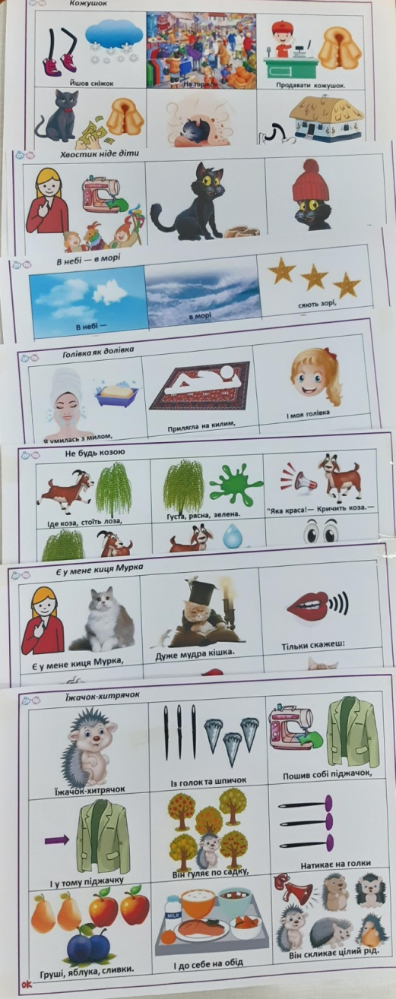 Кожушок
Йшов сніжок
На торжок
Продавати кожушок.
Хвостик ніде діти
В небі — в морі
В небі —
в морі
сяють зорі,
Голівка як долівка
Я умилась з милом,
Прилягла на килим,
І моя голівка
Не будь козою
Іде коза, стоїть лоза,
Густа, рясна, зелена.
"Яка краса!— Кричить коза.—
Є у мене киця Мурка
Є у мене киця Мурка,
Дуже мудра кішка.
Тільки скажеш:
Їжачок-хитрячок
Їжачок-хитрячок
Із голок та шпичок
Пошив собі піджачок,
І у тому піджачку
Він гуляє по садку,
Натикає на голки
MILK
Груші, яблука, сливки.
І до себе на обід
Він скликає цілий рід.
ок